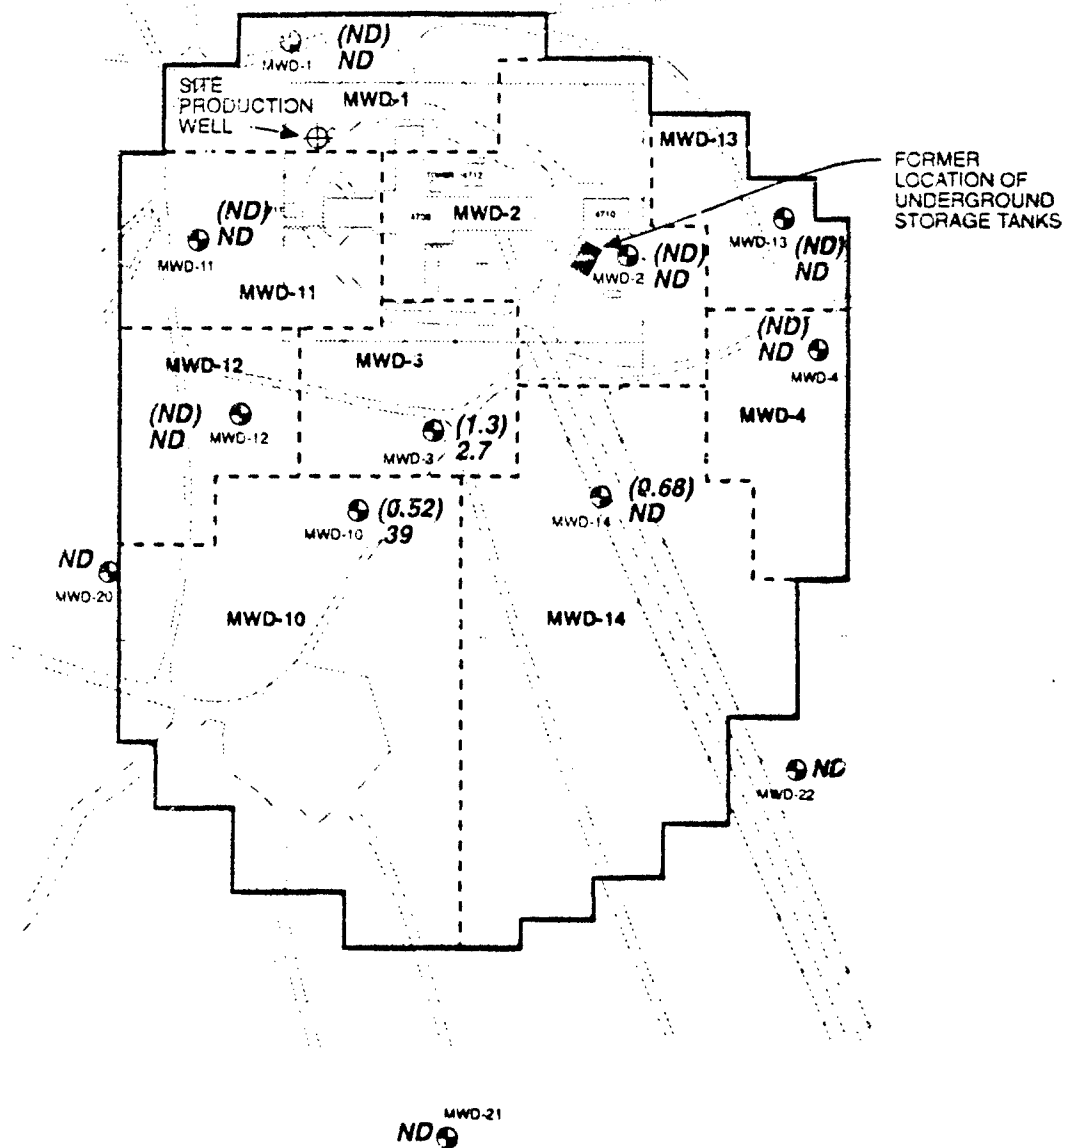 (ND)
ND
MWD-1
SITE
PRODUCTION
WELL
MWD-1
MWD-13
FORMER
LOCATION OF
UNDERGROUND
STORAGE TANKS
4712
MWD-2
4710
(ND)
ND
MWD-11
MWD-11
MWD-2
(ND)
ND
MWD-13
(ND)
ND
(ND)
ND
MWD-4
MWD-12
MWD-3
MWD-4
(ND)
ND
MWD-12
MWD-3
(1.3)
2.7
MWD-10
(0.52)
.39
MWD-14
(0.68)
ND
ND
MWD-20
MWD-10
MWD-14
ND
MWD-22
MWD-21
ND